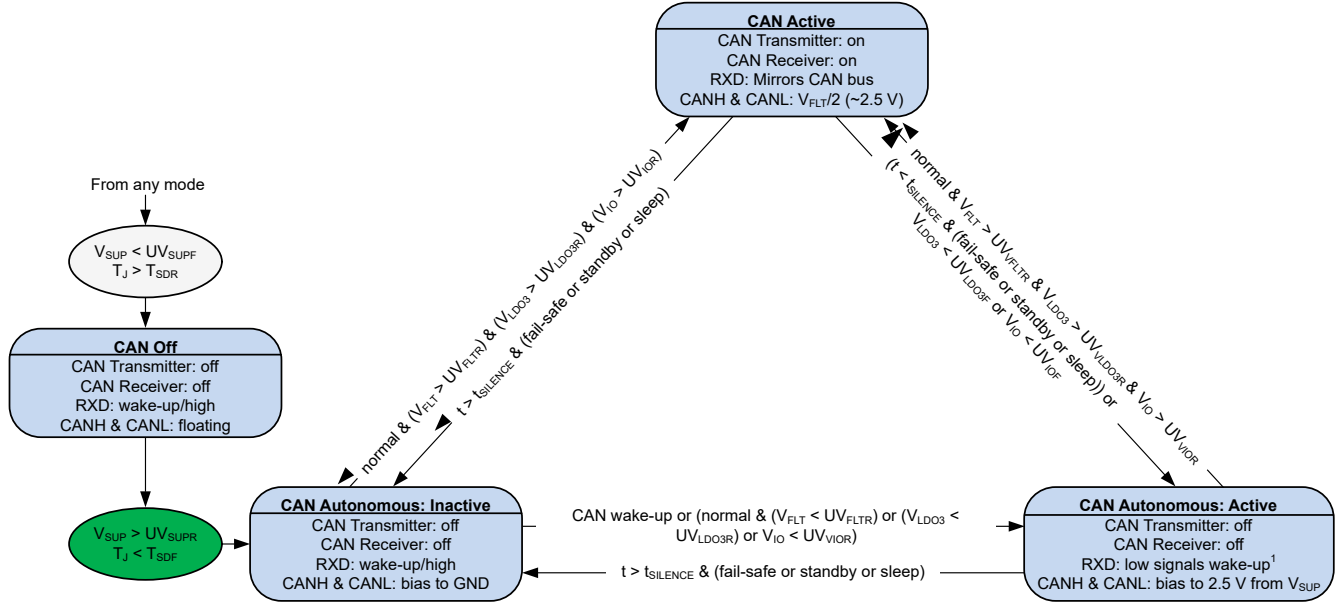 CAN Active
CAN Transmitter: on
CAN Receiver: on
RXD: Mirrors CAN bus
CANH & CANL: VFLT/2 (~2.5 V)
From any mode
VSUP < UVSUPF
TJ > TSDR
CAN Off
CAN Transmitter: off
CAN Receiver: off
RXD: wake-up/high
CANH & CANL: floating
VSUP > UVSUPR
TJ < TSDF
normal & (VFLT > UVFLTR) & (VLDO3 > UVLDO3R) & (VIO > UVIOR)
t > tSILENCE & (fail-safe or standby or sleep)
normal & VFLT > UVVFLTR & VLDO3 > UVVLDO3R & VIO > UVVIOR
(t < tSILENCE & (fail-safe or standby or sleep)) or
VLDO3 < UVLDO3F or VIO < UVIOF
CAN Autonomous: Inactive
CAN Transmitter: off
CAN Receiver: off
RXD: wake-up/high
CANH & CANL: bias to GND
CAN wake-up or (normal & (VFLT < UVFLTR) or (VLDO3 <
UVLDO3R) or VIO < UVVIOR)
t > tSILENCE & (fail-safe or standby or sleep)
CAN Autonomous: Active
CAN Transmitter: off
CAN Receiver: off
RXD: low signals wake-up1
CANH & CANL: bias to 2.5 V from VSUP